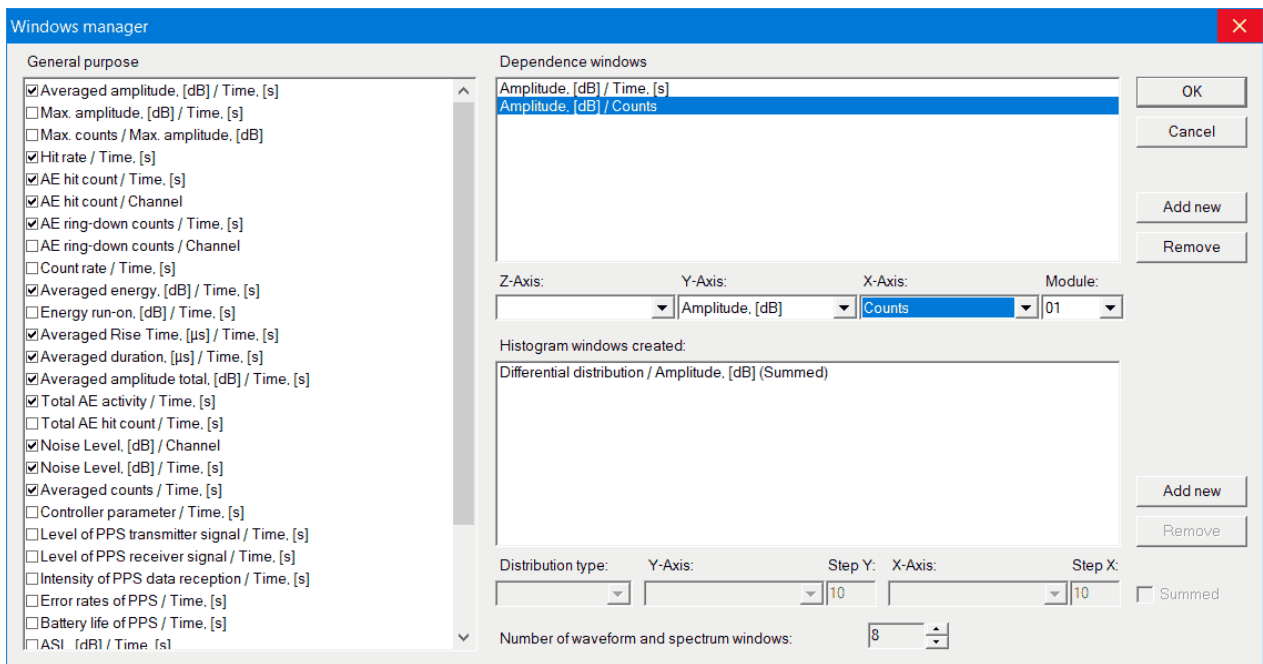 Windows manager
General purpose
Averaged amplitude, [dB] / Time, [s]
Max. amplitude, [dB] / Time, [s]
Max. counts / Max. amplitude, [dB]
Hit rate / Time, [s]
AE hit count / Time, [s]
AE hit count / Channel
AE ring-down counts / Time, [s]
AE ring-down counts / Channel
Count rate / Time, [s]
Averaged energy, [dB] / Time, [s]
Energy run-on, [dB] / Time, [s]
Averaged Rise Time, [µs] / Time, [s]
Averaged duration, [µs] / Time, [s]
Averaged amplitude total, [dB] / Time, [s]
Total AE activity / Time, [s]
Total AE hit count / Time, [s]
Noise Level, [dB] / Channel
Noise Level, [dB] / Time, [s]
Averaged counts / Time, [s]
Controller parameter / Time, [s]
Level of PPS transmitter signal / Time, [s]
Level of PPS receiver signal / Time, [s]
Intensity of PPS data reception / Time, [s]
Error rates of PPS / Time, [s]
Battery life of PPS / Time, [s]
ASL, [dB] / Time, [s]
Dependence windows
Amplitude, [dB] / Time, [s]
Amplitude, [dB] / Counts
OK
Cancel
Add new
Remove
Z-Axis: Y-Axis: X-Axis: Module:
Amplitude, [dB] Counts 01
Histogram windows created:
Differential distribution / Amplitude, [dB] (Summed)
Add new
Remove
Distribution type: Y-Axis: Step Y: X-Axis: Step X:
10 10 Summed
Number of waveform and spectrum windows: 8